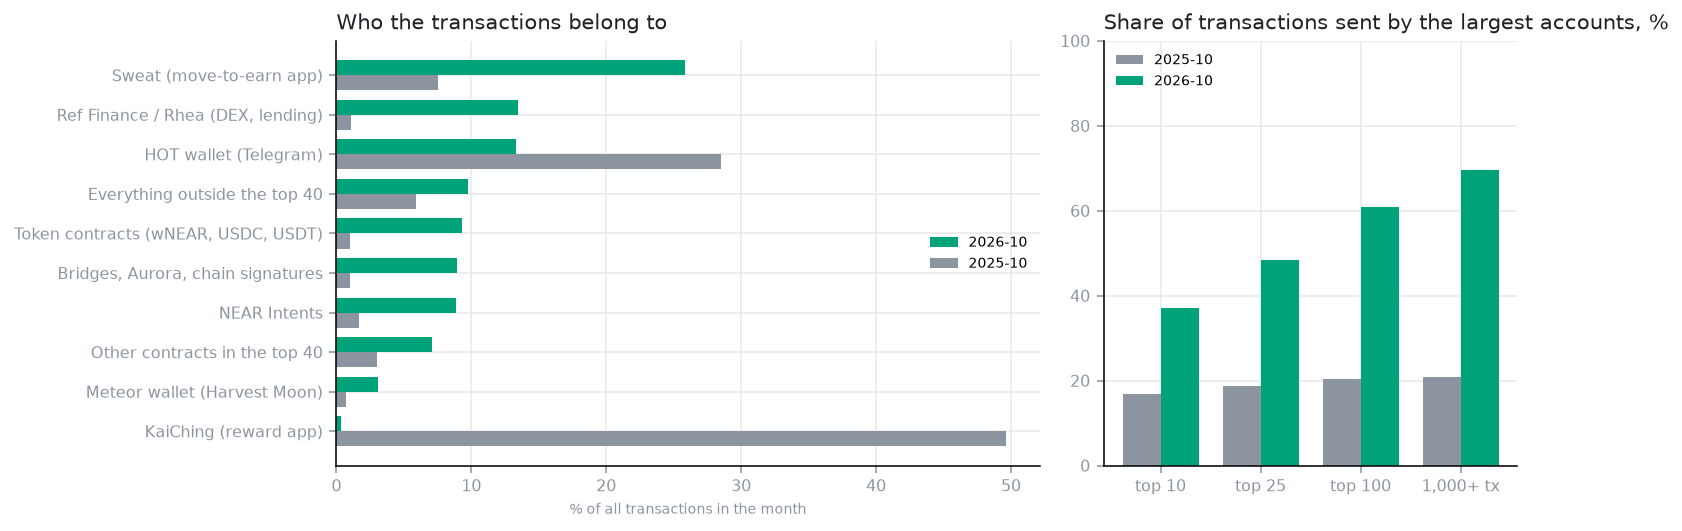 Who the transactions belong to
Sweat (move-to-earn app)
Ref Finance / Rhea (DEX, lending)
HOT wallet (Telegram)
Everything outside the top 40
Token contracts (wNEAR, USDC, USDT)
Bridges, Aurora, chain signatures
NEAR Intents
Other contracts in the top 40
Meteor wallet (Harvest Moon)
KaiChing (reward app)
2026-10
2025-10
0 10 20 30 40 50
% of all transactions in the month
Share of transactions sent by the largest accounts, %
100
80
60
40
20
0
2025-10
2026-10
top 10 top 25 top 100 1,000+ tx